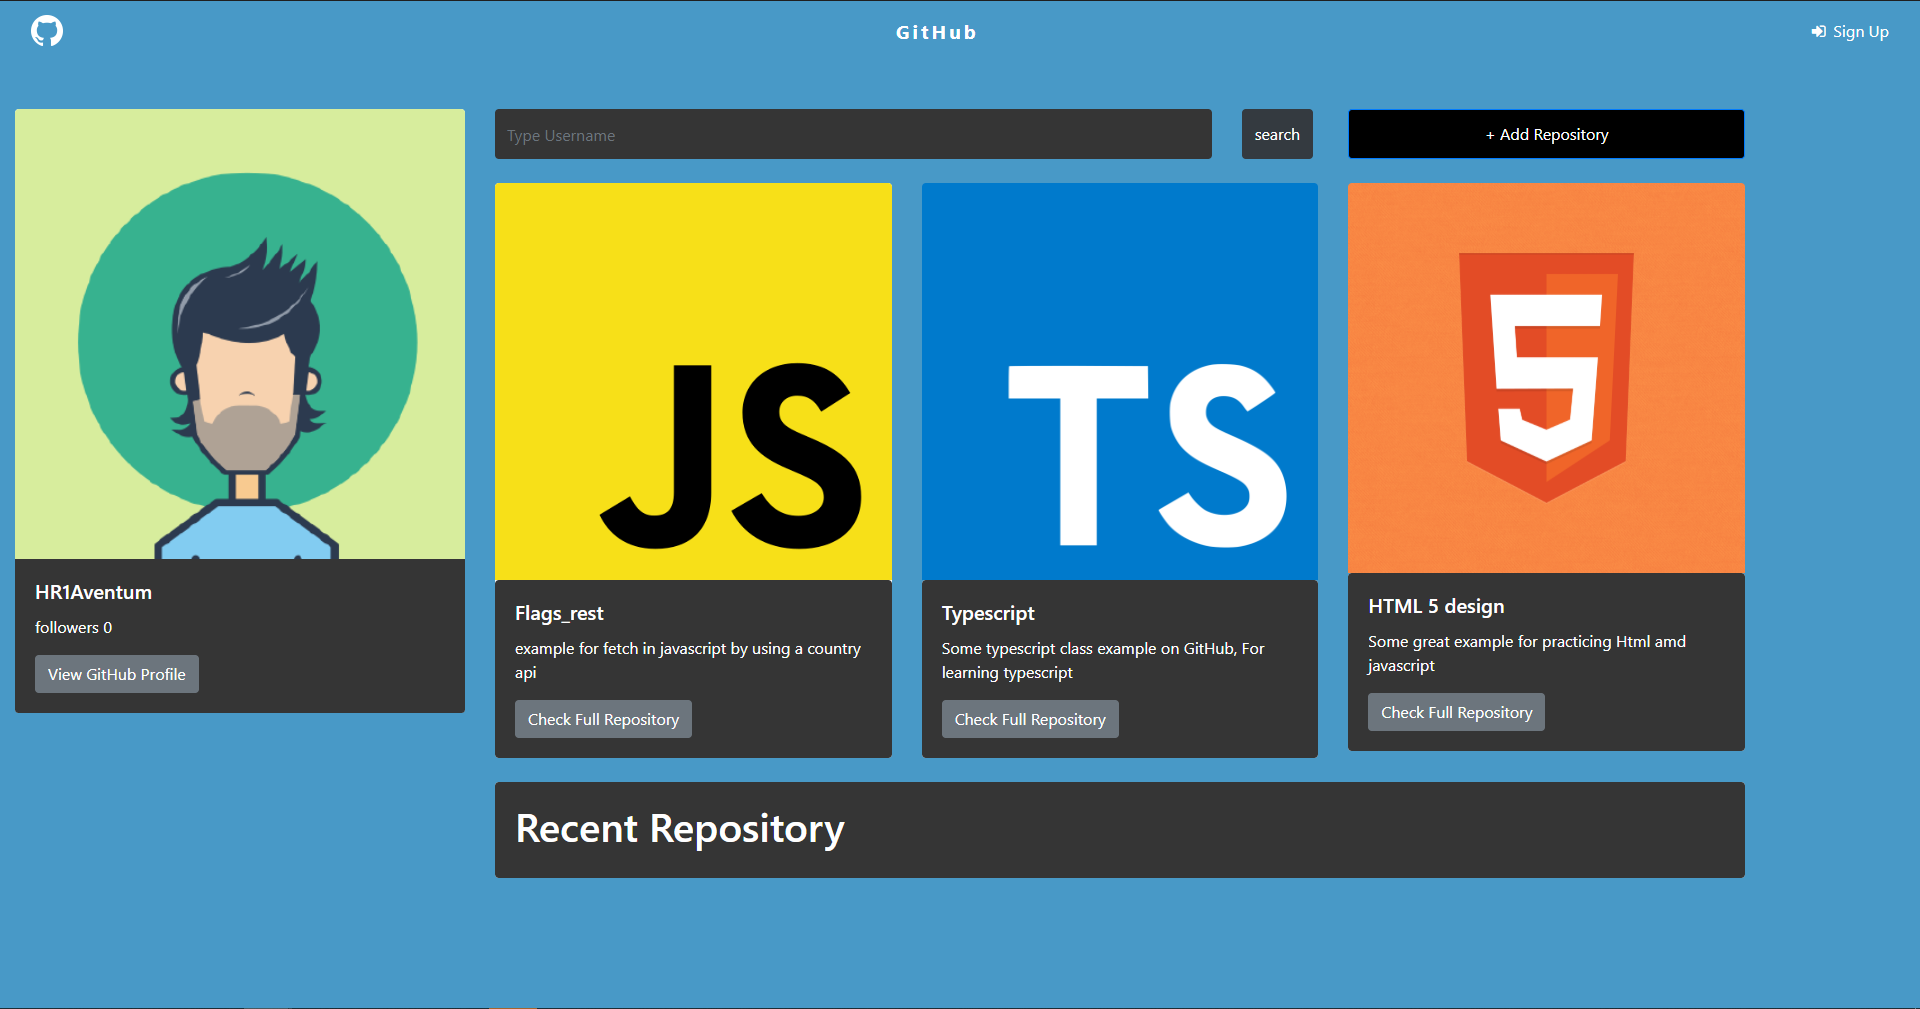 GitHub
Sign Up
Type Username
search
+ Add Repository
JS
TS
5
HR1Aventum
followers 0
View GitHub Profile
Flags_rest
example for fetch in javascript by using a country
api
Check Full Repository
Typescript
Some typescript class example on GitHub, For
learning typescript
Check Full Repository
HTML 5 design
Some great example for practicing Html amd
javascript
Check Full Repository
Recent Repository